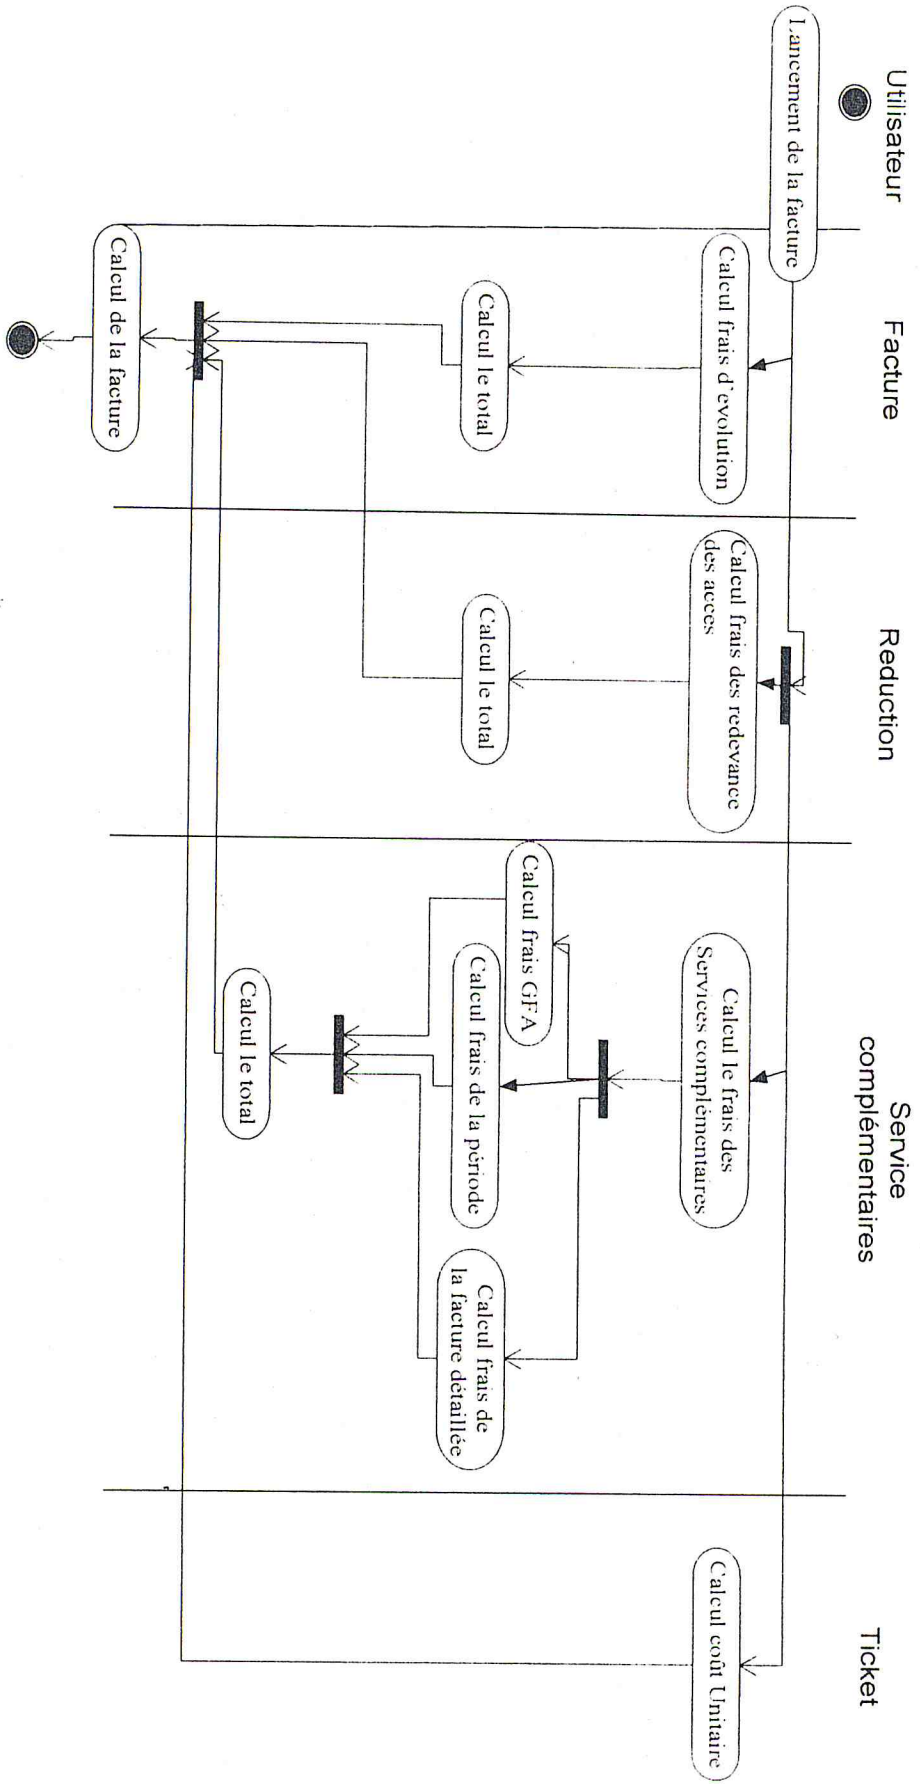 Utilisateur
Facture
Reduction
Service
complémentaires
Ticket
Lancement de la facture
Calcul frais d'evolution
Calcul frais des redevance
des acces
Calcul le frais des
Services complémentaires
Calcul coût Unitaire
Calcul le total
Calcul le total
Calcul frais GFA
Calcul frais de la période
Calcul frais de
la facture détaillée
Calcul le total
Calcul de la facture